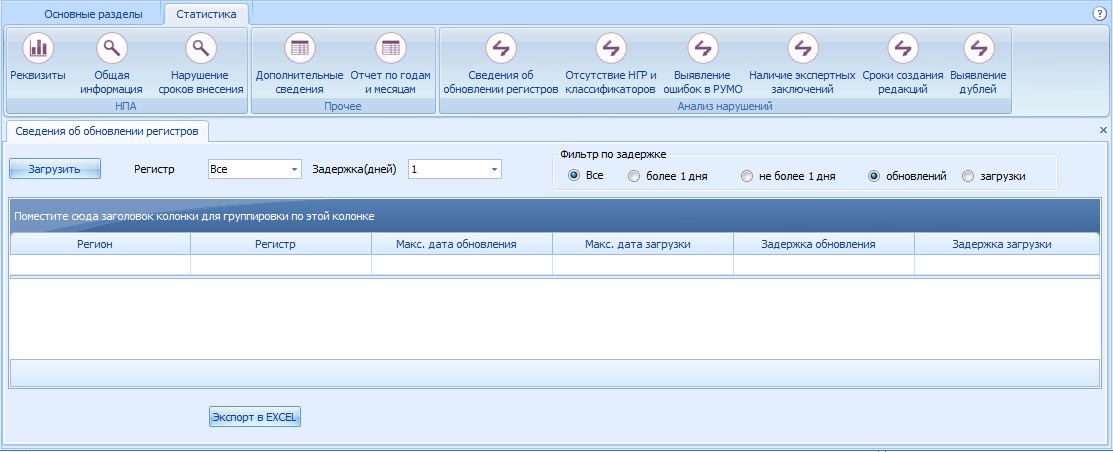 Основные разделы Статистика ?
Реквизиты Общая информация Нарушение сроков внесения Дополнительные сведения Отчет по годам и месяцам Сведения об обновлении регистров Отсутствие НГР и классификаторов Выявление ошибок в РУМО Наличие экспертных заключений Сроки создания редакций Выявление дублей
НПА Прочее Анализ нарушений
Сведения об обновлении регистров
Фильтр по задержке
Загрузить Регистр Все Задержка(дней) 1 Все более 1 дня не более 1 дня обновлений загрузки
Поместите сюда заголовок колонки для группировки по этой колонке
Регион Регистр Макс. дата обновления Макс. дата загрузки Задержка обновления Задержка загрузки
Экспорт в EXCEL